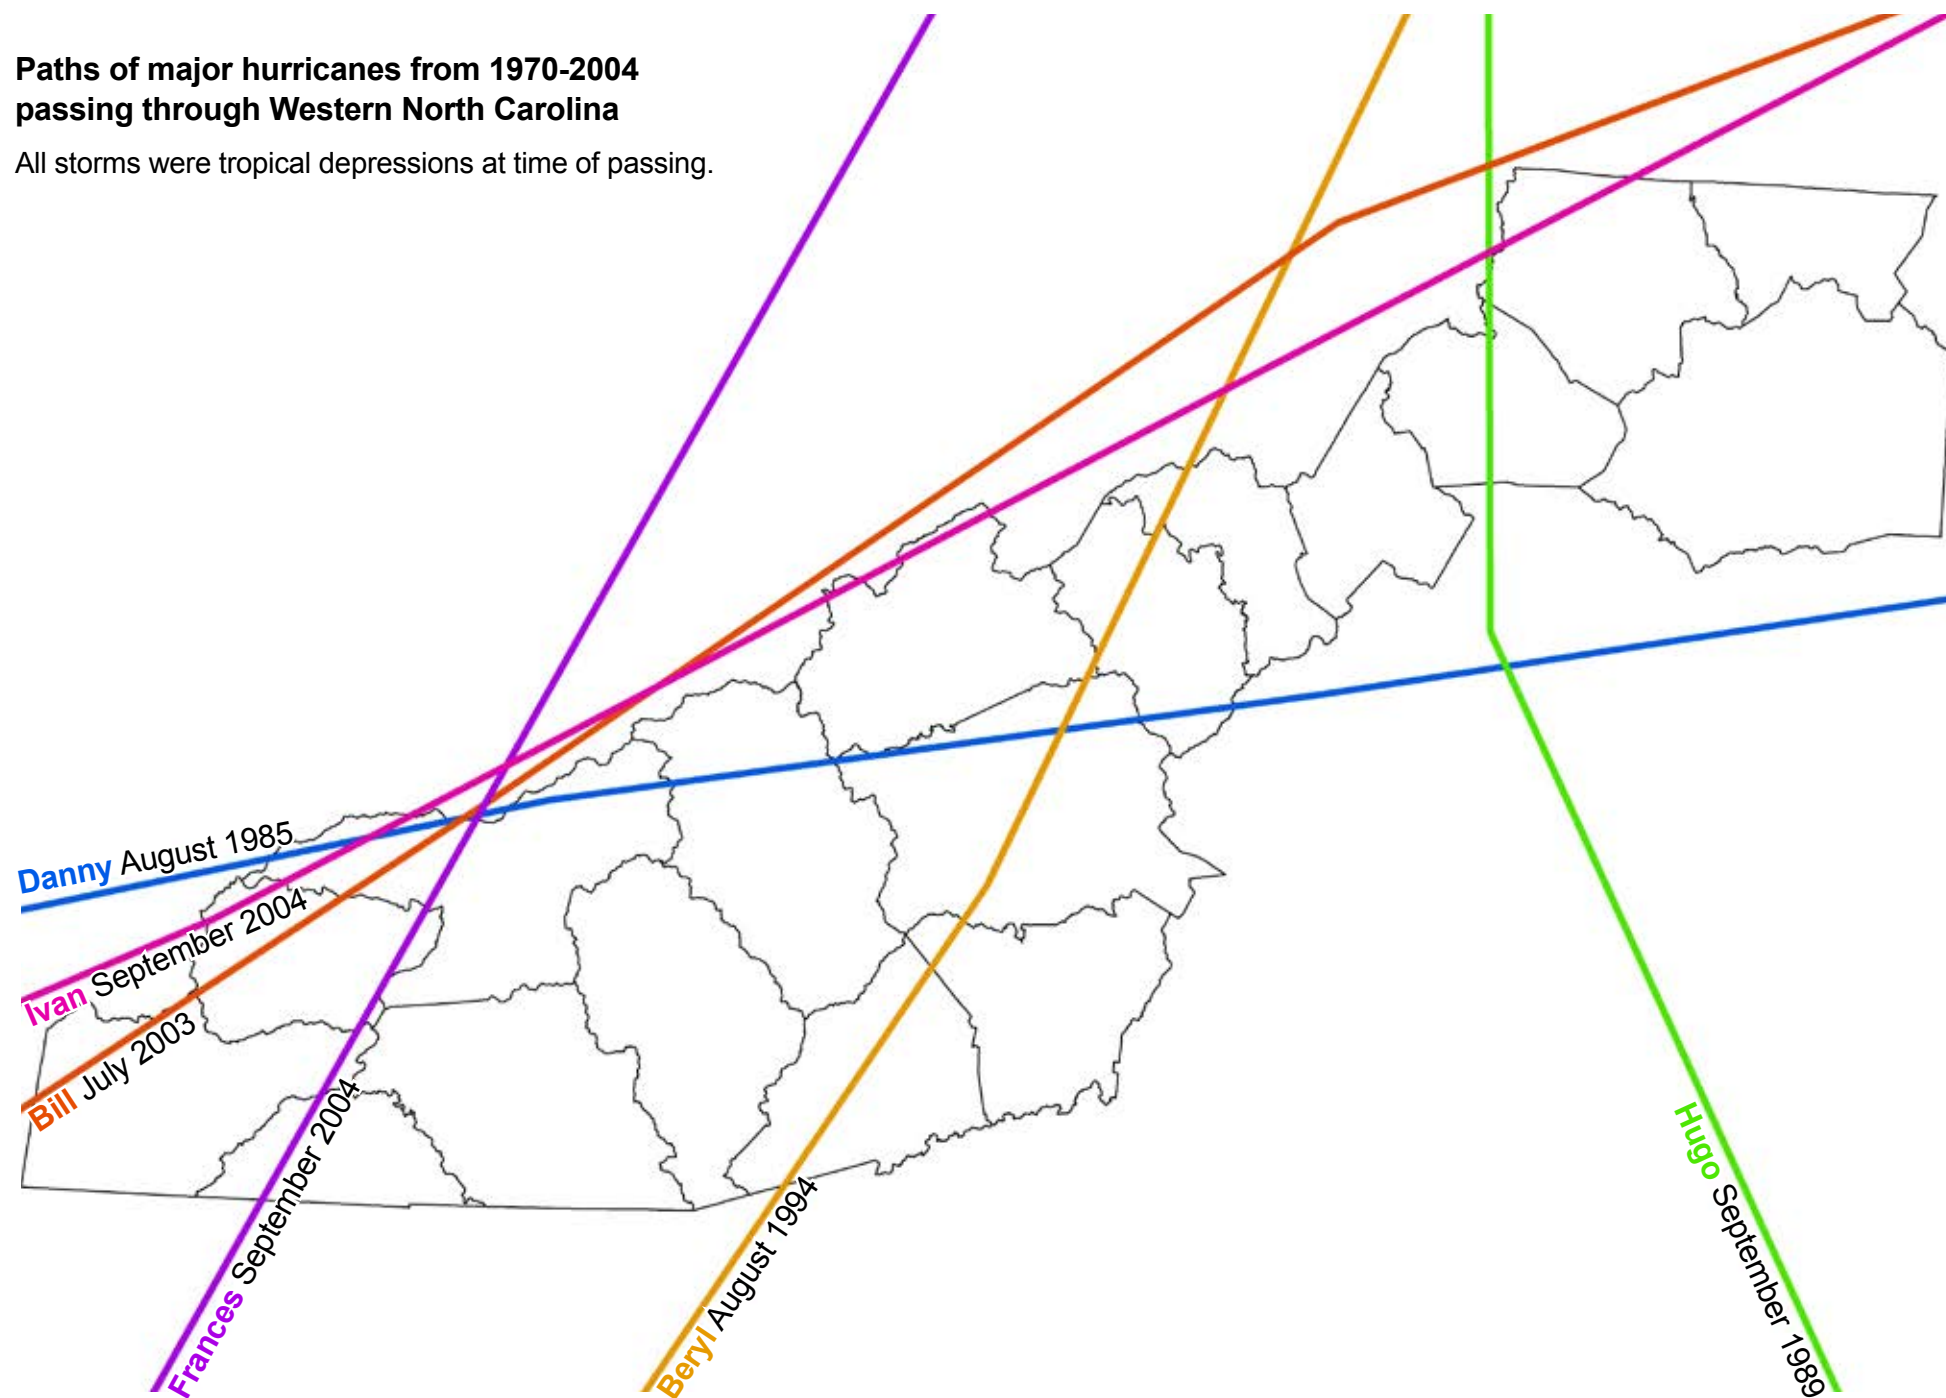 Paths of major hurricanes from 1970-2004
passing through Western North Carolina
All storms were tropical depressions at time of passing.
Danny August 1985
Ivan September 2004
Bill July 2003
Frances September 2004
Beryl August 1994
Hugo September 1989